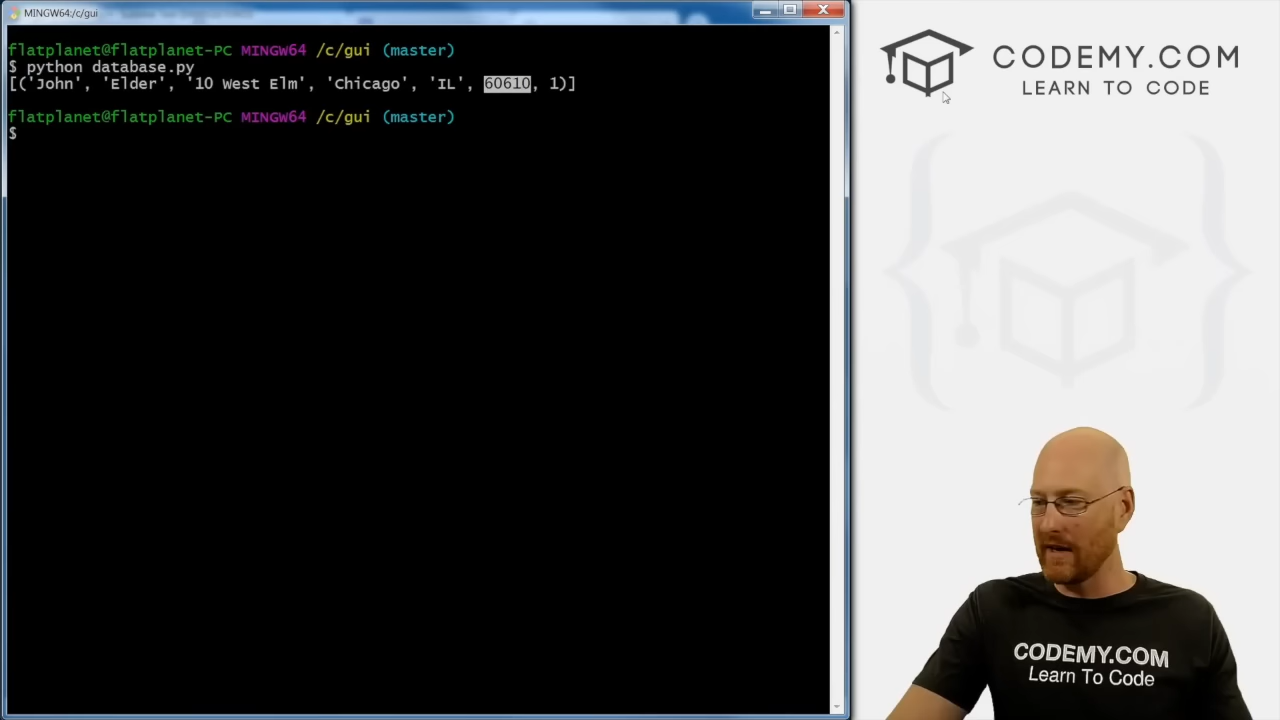 MINGW64:/c/gui
flatplanet@flatplanet-PC MINGW64 /c/gui (master)
$ python database.py
[('John', 'Elder', '10 West Elm', 'Chicago', 'IL', 60610, 1)]
flatplanet@flatplanet-PC MINGW64 /c/gui (master)
$
CODEMY.COM
LEARN TO CODE
CODEMY.COM
Learn To Code